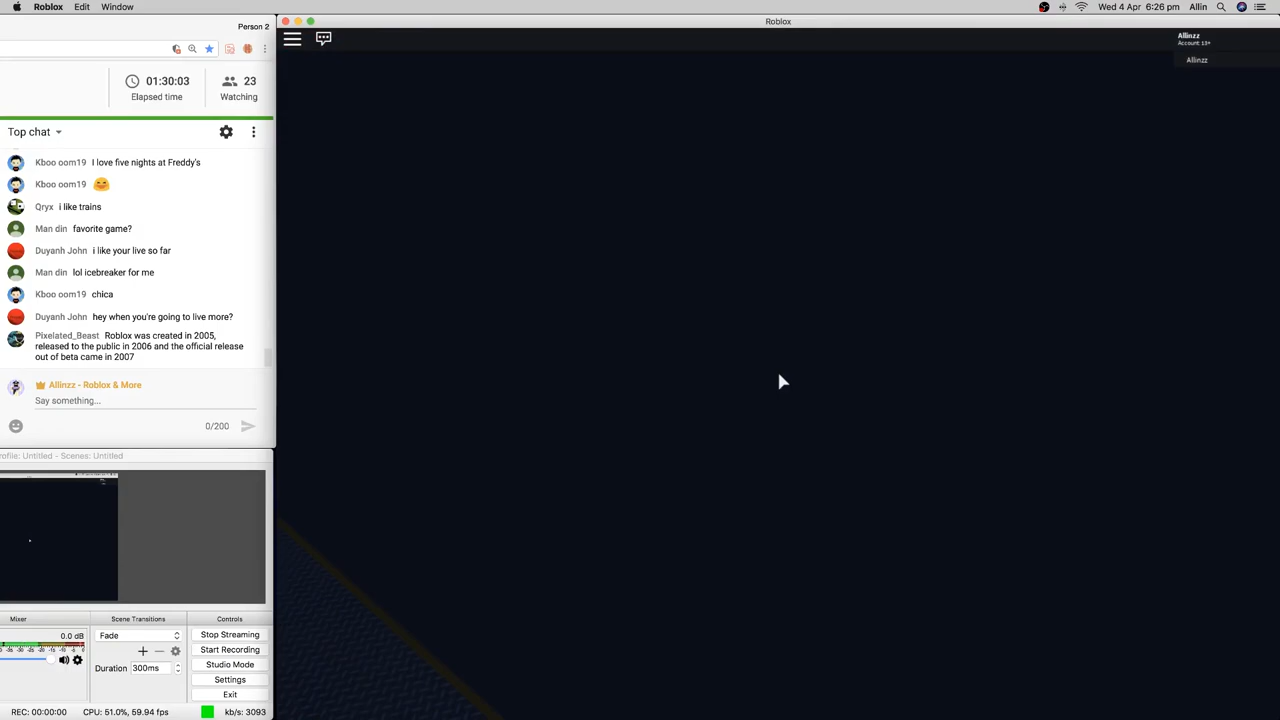 Roblox Edit Window
Wed 4 Apr 6:26 pm Allin
Person 2
Roblox
01:30:03
Elapsed time
23
Watching
Allinzz
Account: 13+
Allinzz
Top chat
Kboo oom19 I love five nights at Freddy's
Kboo oom19
Qryx i like trains
Man din favorite game?
Duyanh John i like your live so far
Man din lol icebreaker for me
Kboo oom19 chica
Duyanh John hey when you're going to live more?
Pixelated_Beast Roblox was created in 2005,
released to the public in 2006 and the official release
out of beta came in 2007
Allinzz - Roblox & More
Say something...
0/200
rofile: Untitled - Scenes: Untitled
Mixer
Scene Transitions
Controls
0.0 dB
Fade
Duration 300ms
Stop Streaming
Start Recording
Studio Mode
Settings
Exit
REC: 00:00:00 CPU: 51.0%, 59.94 fps kb/s: 3093